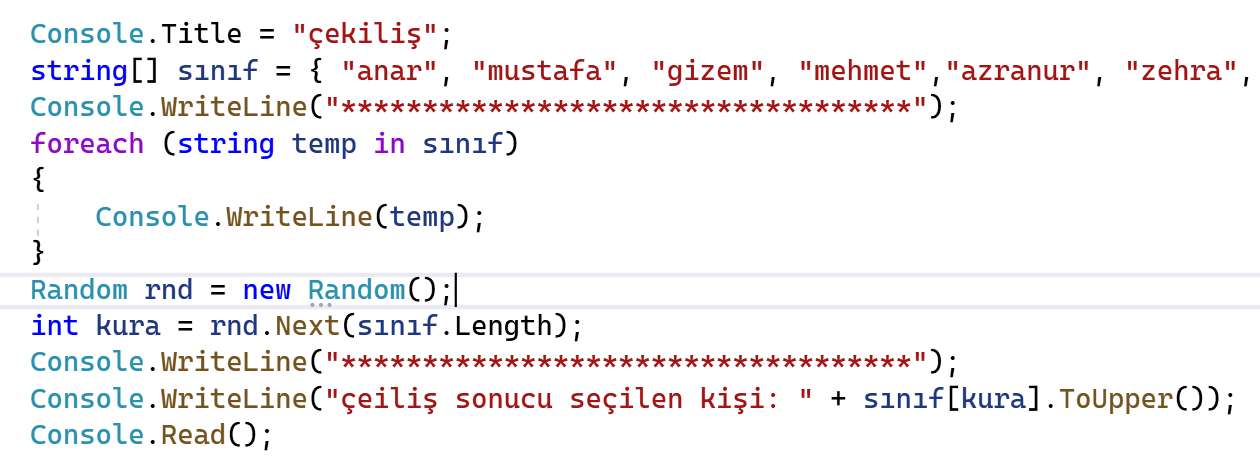 Console.Title = "çekiliş";
string[] sınıf = { "anar", "mustafa", "gizem", "mehmet","azranur", "zehra",
Console.WriteLine("***********************************");
foreach (string temp in sınıf)
{
    Console.WriteLine(temp);
}
Random rnd = new Random();
int kura = rnd.Next(sınıf.Length);
Console.WriteLine("***********************************");
Console.WriteLine("çeiliş sonucu seçilen kişi: " + sınıf[kura].ToUpper());
Console.Read();